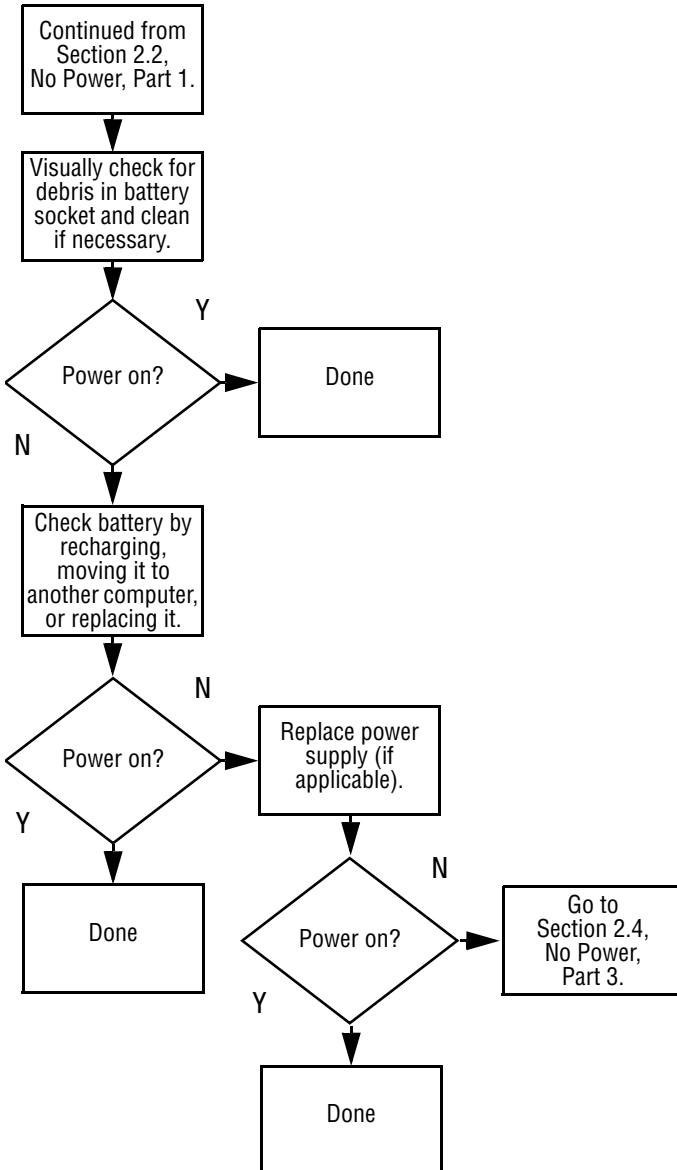 Continued from
Section 2.2,
No Power, Part 1.
Visually check for
debris in battery
socket and clean
if necessary.
Y
Power on?
Done
N
Check battery by
recharging,
moving it to
another computer,
or replacing it.
N
Power on?
Replace power
supply (if
applicable).
Y
Done
N
Power on?
Go to
Section 2.4,
No Power,
Part 3.
Y
Done